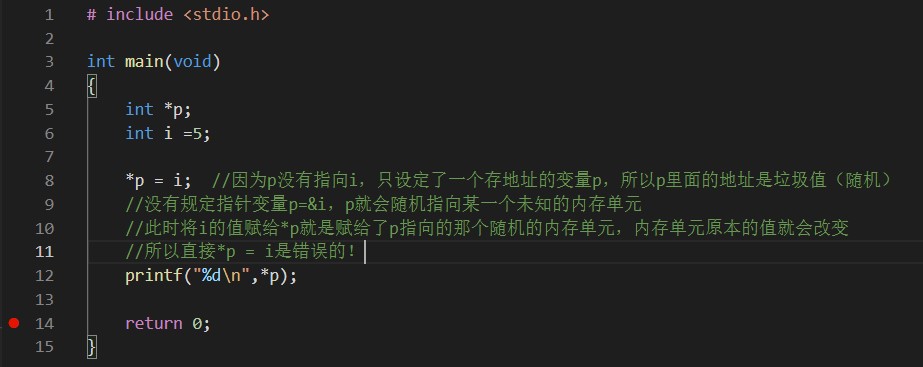 1 # include <stdio.h>
2
3 int main(void)
4 {
5 int *p;
6 int i =5;
7
8 *p = i; //因为p没有指向i，只设定了一个存地址的变量p，所以p里面的地址是垃圾值（随机）
9 //没有规定指针变量p=&i，p就会随机指向某一个未知的内存单元
10 //此时将i的值赋给*p就是赋给了p指向的那个随机的内存单元，内存单元原本的值就会改变
11 //所以直接*p = i是错误的！
12 printf("%d\n",*p);
13
14 return 0;
15 }